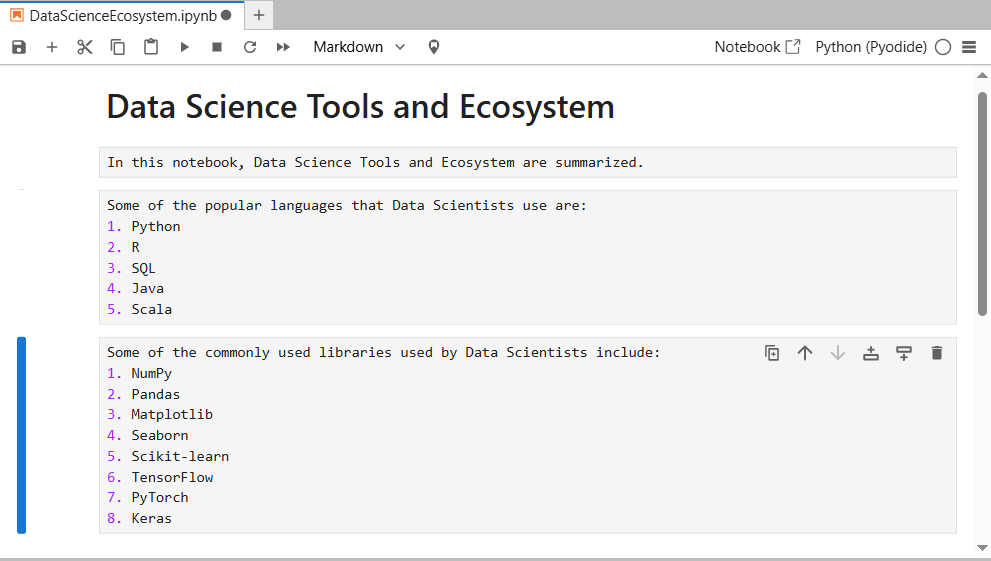 DataScienceEcosystem.ipynb
Markdown
Notebook
Python (Pyodide)
Data Science Tools and Ecosystem
In this notebook, Data Science Tools and Ecosystem are summarized.
Some of the popular languages that Data Scientists use are:
1. Python
2. R
3. SQL
4. Java
5. Scala
Some of the commonly used libraries used by Data Scientists include:
1. NumPy
2. Pandas
3. Matplotlib
4. Seaborn
5. Scikit-learn
6. TensorFlow
7. PyTorch
8. Keras